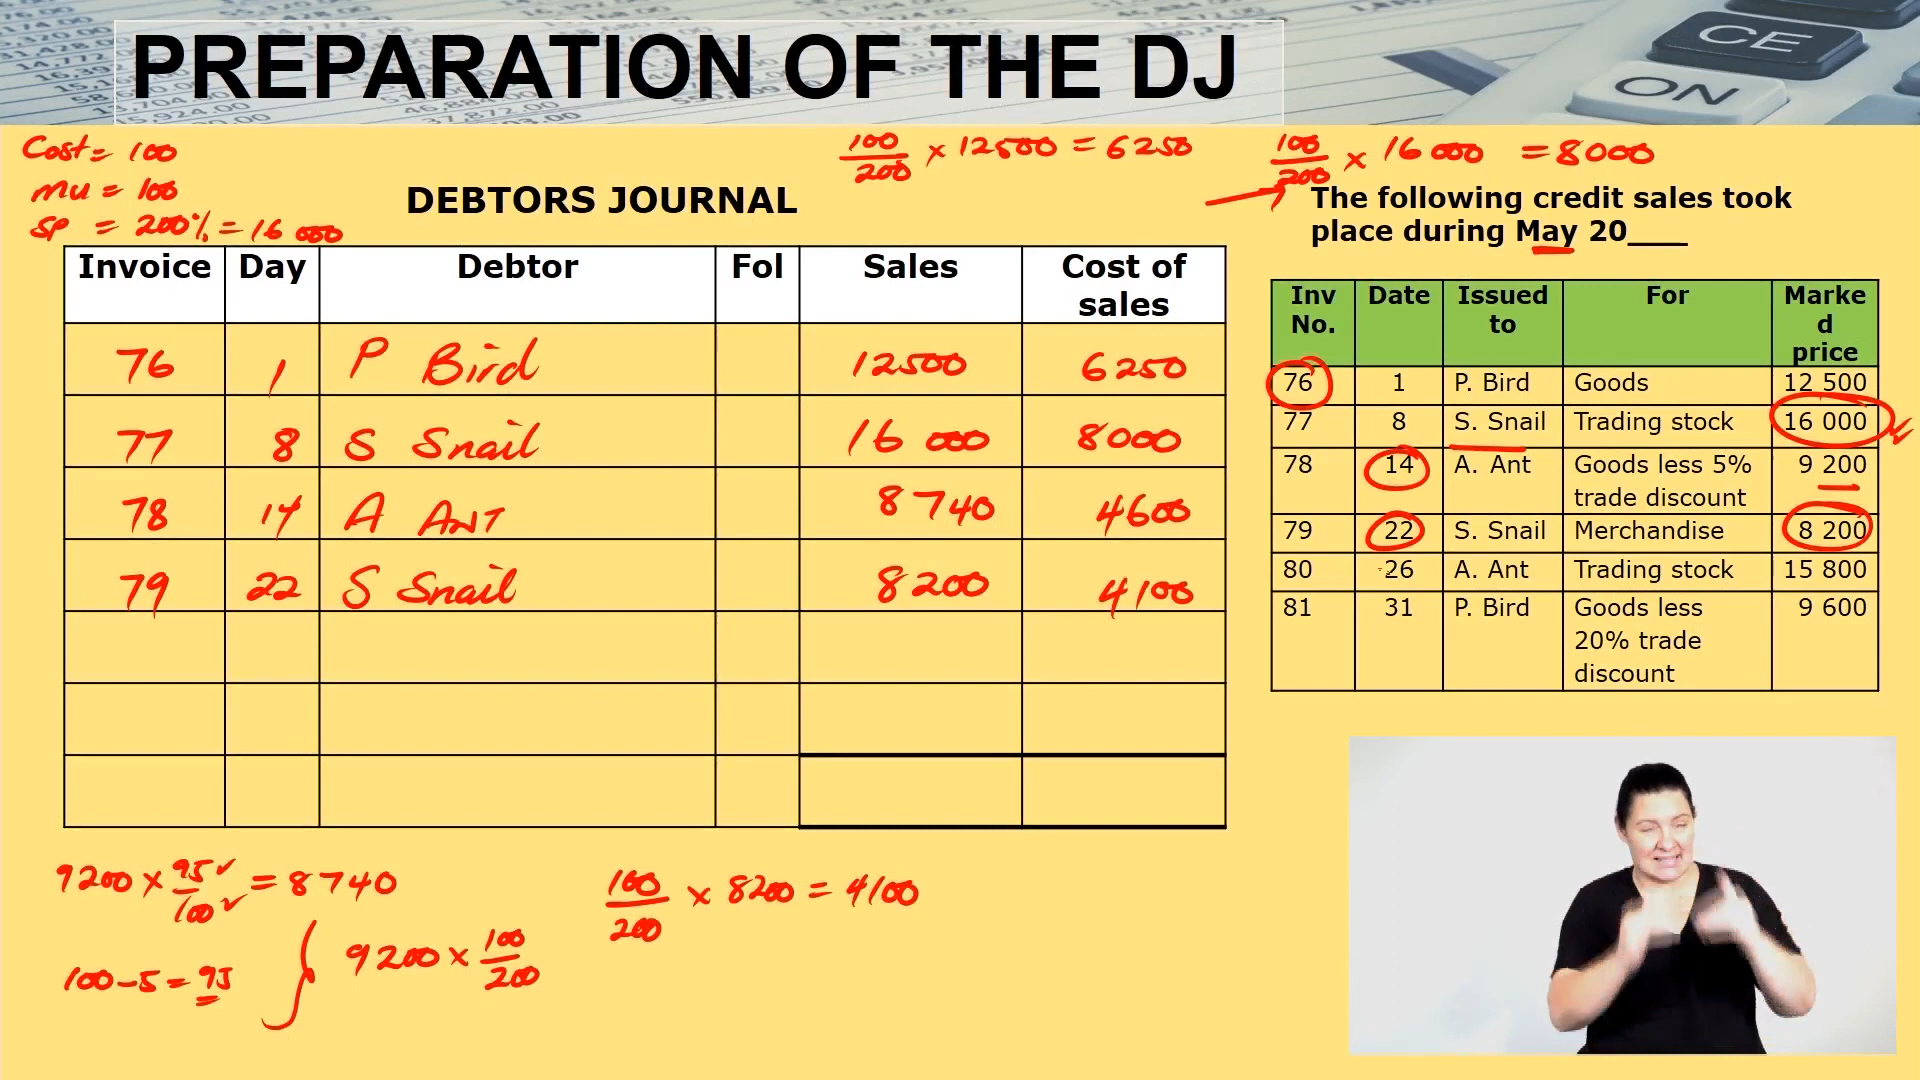 PREPARATION OF THE DJ
CE
ON
Cost = 100
mu = 100
SP = 200% = 16 000
100/200 × 12500 = 6250
100/200 × 16 000 = 8000
DEBTORS JOURNAL
Invoice Day Debtor Fol Sales Cost of sales
76 1 P Bird 12500 6250
77 8 S Snail 16 000 8000
78 14 A ANT 8740 4600
79 22 S Snail 8200 4100
The following credit sales took
place during May 20___
Inv No. Date Issued to For Marked price
76 1 P. Bird Goods 12 500
77 8 S. Snail Trading stock 16 000
78 14 A. Ant Goods less 5% trade discount 9 200
79 22 S. Snail Merchandise 8 200
80 26 A. Ant Trading stock 15 800
81 31 P. Bird Goods less 20% trade discount 9 600
9200 × 95/100 = 8740
100 - 5 = 95
9200 × 100/200
100/200 × 8200 = 4100